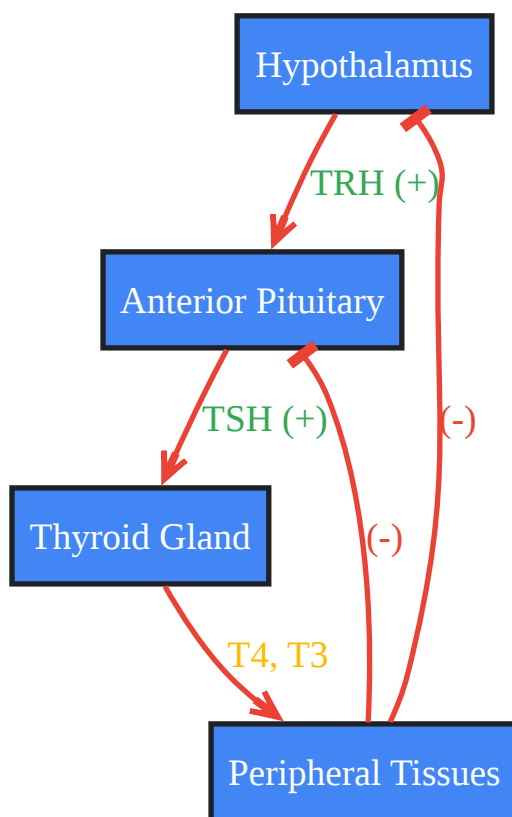 Hypothalamus
TRH (+)
Anterior Pituitary
TSH (+)
(-)
Thyroid Gland
(-)
T4, T3
Peripheral Tissues